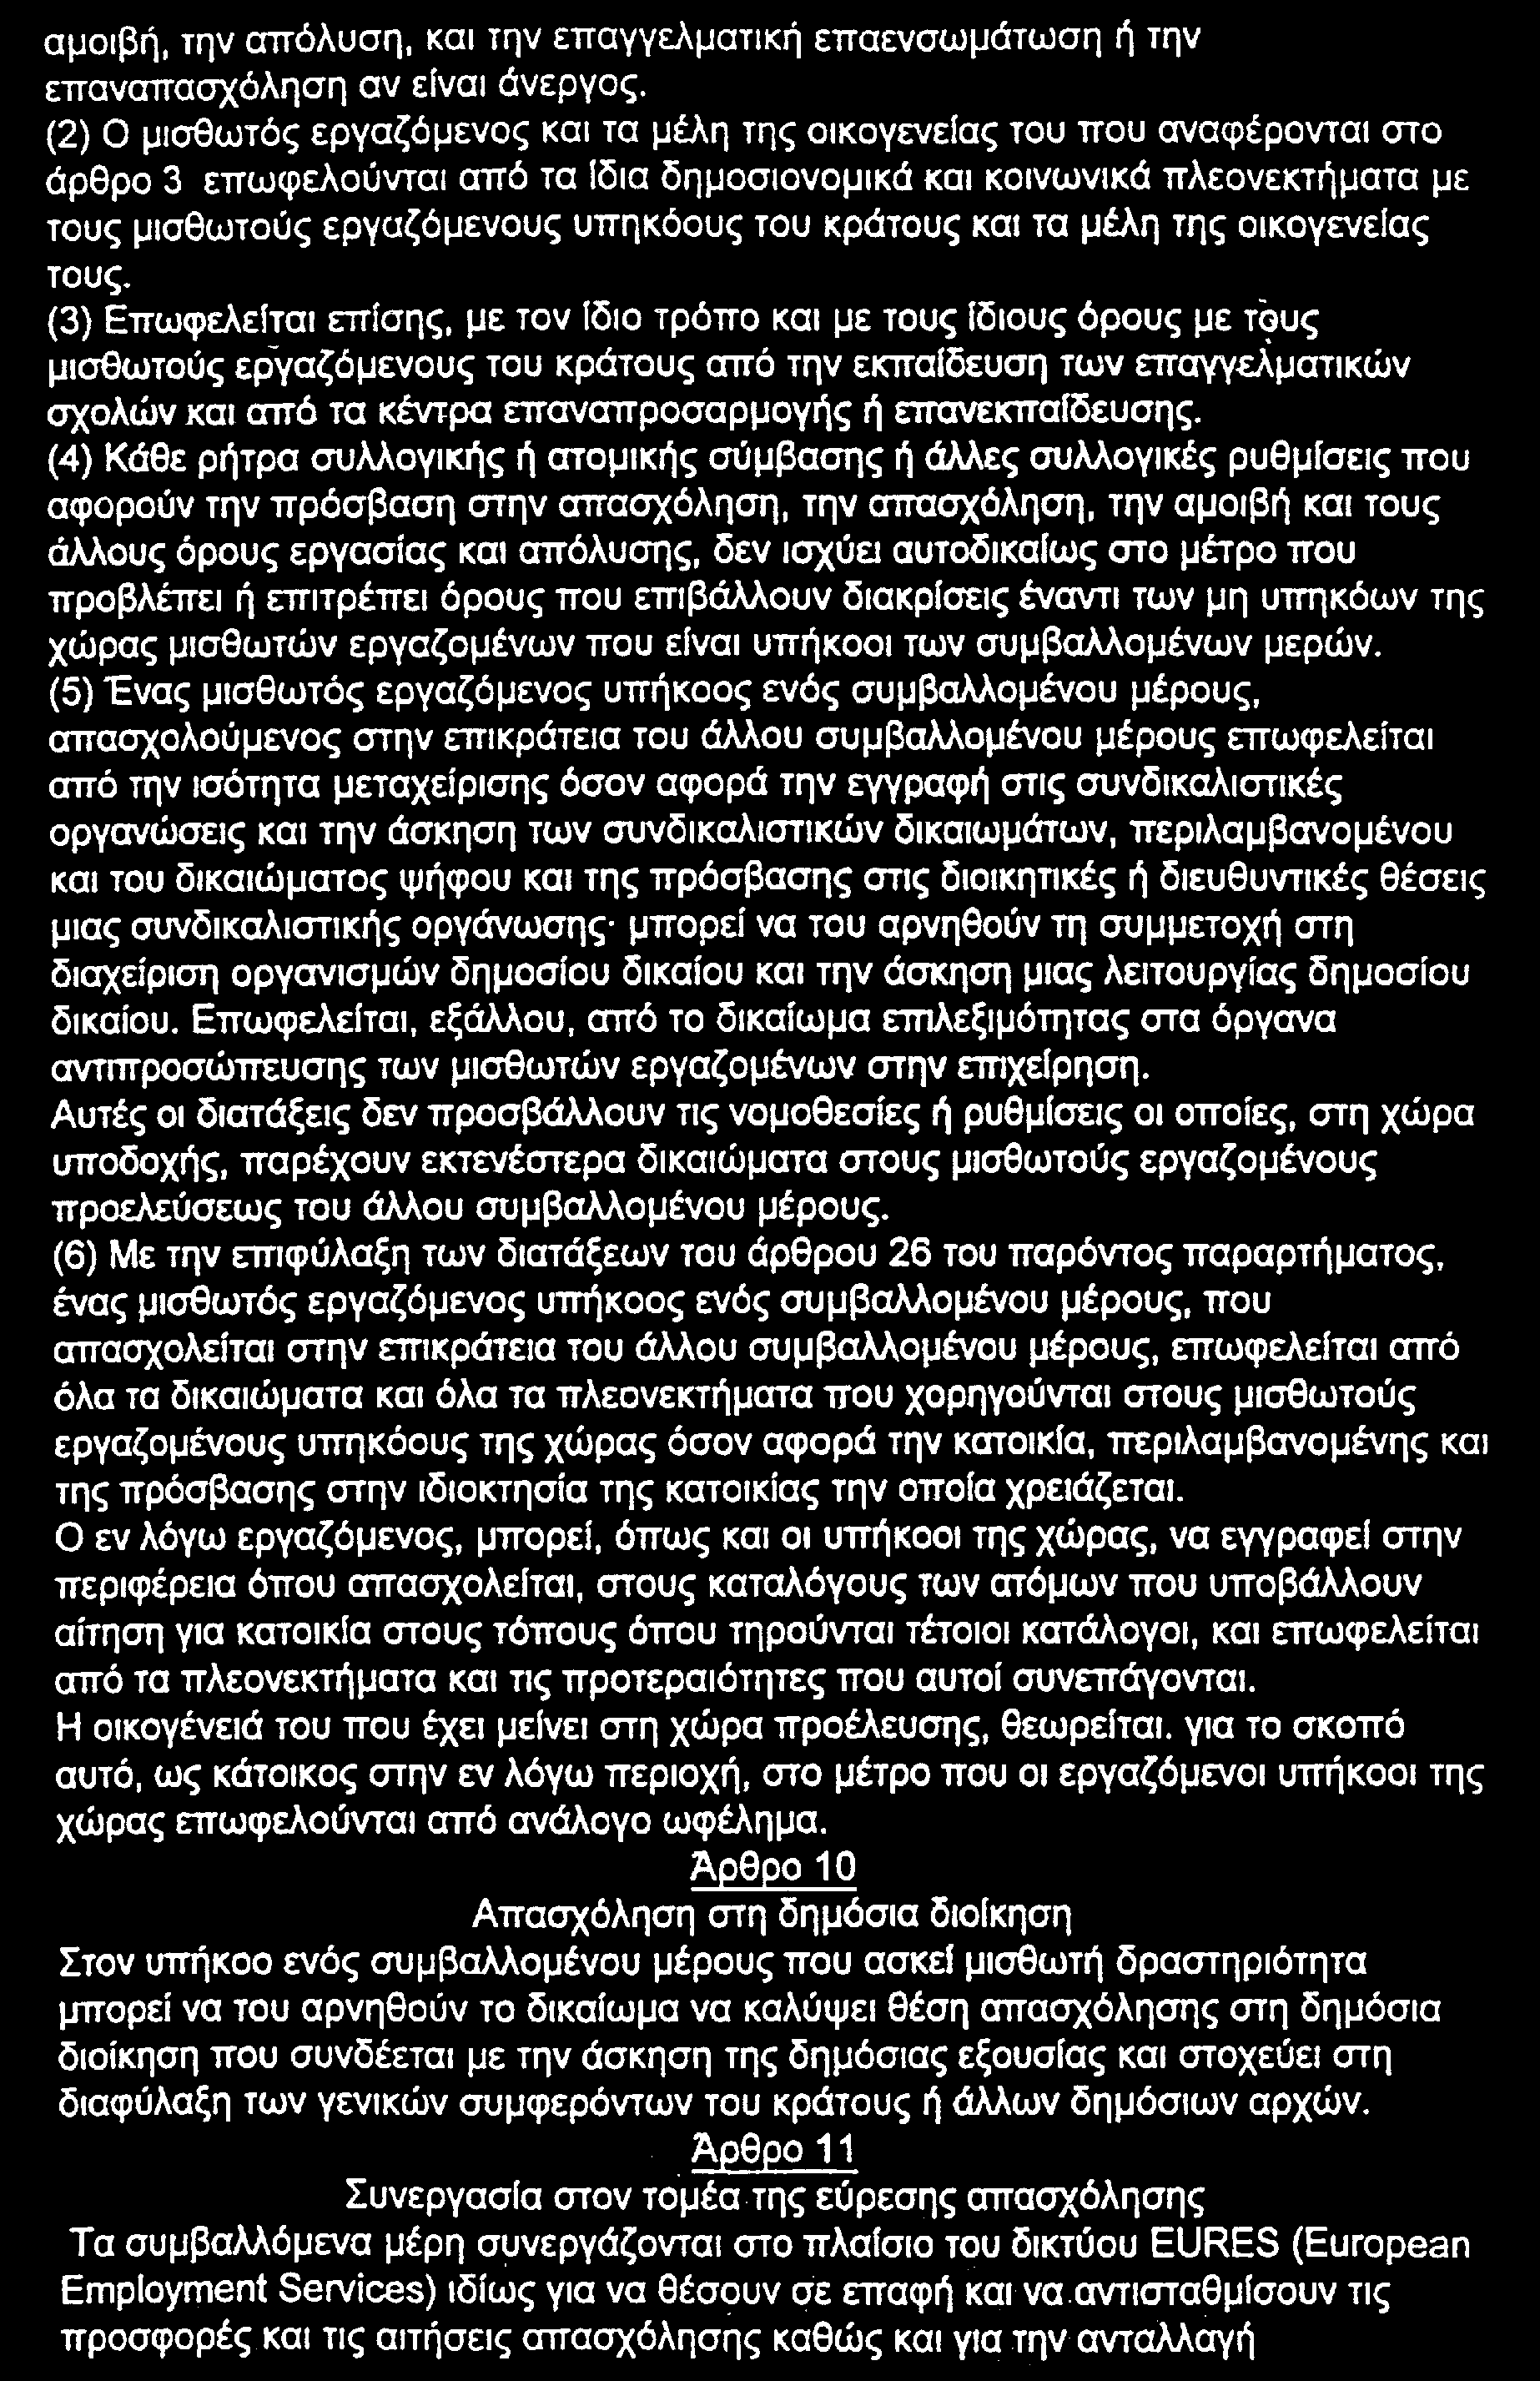 αμοιβή, την απόλυση, και την επαγγελματική επαενσωμάτωση ή την
επαναπασχόληση αν είναι άνεργος.
(2) Ο μισθωτός εργαζόμενος και τα μέλη της οικογενείας του που αναφέρονται στο
άρθρο 3 επωφελούνται από τα ίδια δημοσιονομικά και κοινωνικά πλεονεκτήματα με
τους μισθωτούς εργαζόμενους υπηκόους του κράτους και τα μέλη της οικογενείας
τους.
(3) Επωφελείται επίσης, με τον ίδιο τρόπο και με τους ίδιους όρους με τους
μισθωτούς εργαζόμενους του κράτους από την εκπαίδευση των επαγγελματικών
σχολών και από τα κέντρα επαναπροσαρμογής ή επανεκπαίδευσης.
(4) Κάθε ρήτρα συλλογικής ή ατομικής σύμβασης ή άλλες συλλογικές ρυθμίσεις που
αφορούν την πρόσβαση στην απασχόληση, την απασχόληση, την αμοιβή και τους
άλλους όρους εργασίας και απόλυσης, δεν ισχύει αυτοδικαίως στο μέτρο που
προβλέπει ή επιτρέπει όρους που επιβάλλουν διακρίσεις έναντι των μη υπηκόων της
χώρας μισθωτών εργαζομένων που είναι υπήκοοι των συμβαλλομένων μερών.
(5) Ένας μισθωτός εργαζόμενος υπήκοος ενός συμβαλλομένου μέρους,
απασχολούμενος στην επικράτεια του άλλου συμβαλλομένου μέρους επωφελείται
από την ισότητα μεταχείρισης όσον αφορά την εγγραφή στις συνδικαλιστικές
οργανώσεις και την άσκηση των συνδικαλιστικών δικαιωμάτων, περιλαμβανομένου
και του δικαιώματος ψήφου και της πρόσβασης στις διοικητικές ή διευθυντικές θέσεις
μιας συνδικαλιστικής οργάνωσης· μπορεί να του αρνηθούν τη συμμετοχή στη
διαχείριση οργανισμών δημοσίου δικαίου και την άσκηση μιας λειτουργίας δημοσίου
δικαίου. Επωφελείται, εξάλλου, από το δικαίωμα επιλεξιμότητας στα όργανα
αντιπροσώπευσης των μισθωτών εργαζομένων στην επιχείρηση.
Αυτές οι διατάξεις δεν προσβάλλουν τις νομοθεσίες ή ρυθμίσεις οι οποίες, στη χώρα
υποδοχής, παρέχουν εκτενέστερα δικαιώματα στους μισθωτούς εργαζομένους
προελεύσεως του άλλου συμβαλλομένου μέρους.
(6) Με την επιφύλαξη των διατάξεων του άρθρου 26 του παρόντος παραρτήματος,
ένας μισθωτός εργαζόμενος υπήκοος ενός συμβαλλομένου μέρους, που
απασχολείται στην επικράτεια του άλλου συμβαλλομένου μέρους, επωφελείται από
όλα τα δικαιώματα και όλα τα πλεονεκτήματα που χορηγούνται στους μισθωτούς
εργαζομένους υπηκόους της χώρας όσον αφορά την κατοικία, περιλαμβανομένης και
της πρόσβασης στην ιδιοκτησία της κατοικίας την οποία χρειάζεται.
Ο εν λόγω εργαζόμενος, μπορεί, όπως και οι υπήκοοι της χώρας, να εγγραφεί στην
περιφέρεια όπου απασχολείται, στους καταλόγους των ατόμων που υποβάλλουν
αίτηση για κατοικία στους τόπους όπου τηρούνται τέτοιοι κατάλογοι, και επωφελείται
από τα πλεονεκτήματα και τις προτεραιότητες που αυτοί συνεπάγονται.
Η οικογένειά του που έχει μείνει στη χώρα προέλευσης, θεωρείται. για το σκοπό
αυτό, ως κάτοικος στην εν λόγω περιοχή, στο μέτρο που οι εργαζόμενοι υπήκοοι της
χώρας επωφελούνται από ανάλογο ωφέλημα.
Άρθρο 10
Απασχόληση στη δημόσια διοίκηση
Στον υπήκοο ενός συμβαλλομένου μέρους που ασκεί μισθωτή δραστηριότητα
μπορεί να του αρνηθούν το δικαίωμα να καλύψει θέση απασχόλησης στη δημόσια
διοίκηση που συνδέεται με την άσκηση της δημόσιας εξουσίας και στοχεύει στη
διαφύλαξη των γενικών συμφερόντων του κράτους ή άλλων δημόσιων αρχών.
Άρθρο 11
Συνεργασία στον τομέα της εύρεσης απασχόλησης
Τα συμβαλλόμενα μέρη συνεργάζονται στο πλαίσιο του δικτύου EURES (European
Employment Services) ιδίως για να θέσουν σε επαφή και να αντισταθμίσουν τις
προσφορές και τις αιτήσεις απασχόλησης καθώς και για την ανταλλαγή